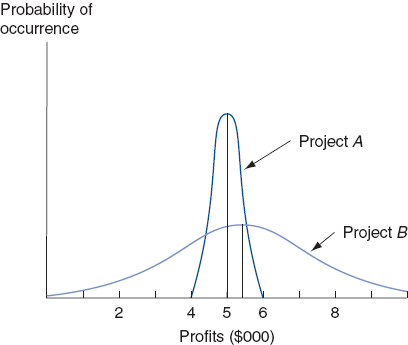 Probability of
occurrence
Project A
Project B
2 4 5 6 8
Profits ($000)